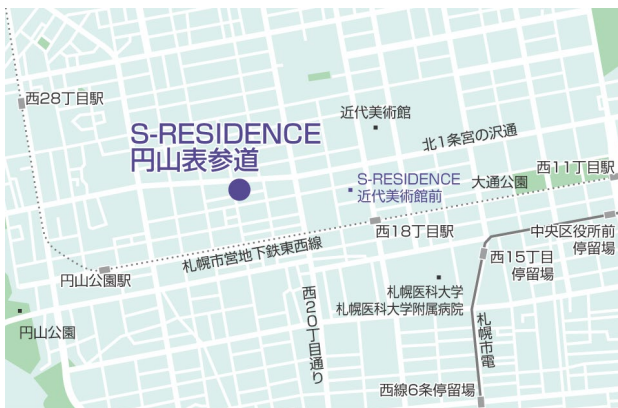 西28丁目駅
近代美術館
S-RESIDENCE
円山表参道
北1条宮の沢通
西11丁目駅
S-RESIDENCE
近代美術館前
大通公園
西18丁目駅
中央区役所前
停留場
札幌市営地下鉄東西線
西15丁目
停留場
円山公園駅
札幌医科大学
札幌医科大学附属病院
西20丁目通り
札幌市電
円山公園
西線6条停留場